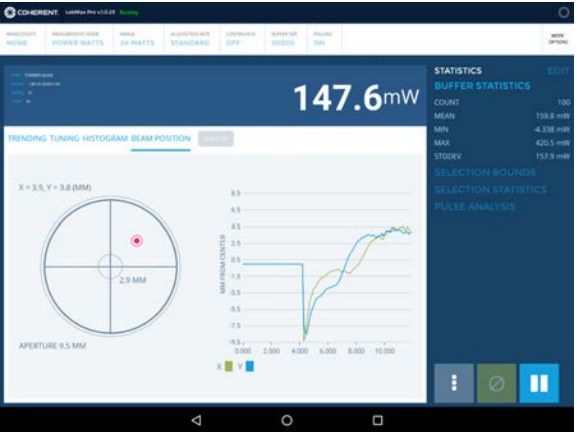 COHERENT LabMax Pro v1.0.25 Running
WAVELENGTH MEASUREMENT MODE RANGE ACQUISITION RATE CONTINUOUS BUFFER SIZE POLLING
NONE POWER WATTS STANDARD OFF ON
MORE OPTIONS
147.6mW
TRENDING TUNING HISTOGRAM BEAM POSITION
X = 3.9, Y = 3.8 (MM)
2.9 MM
APERTURE 9.5 MM
MM FROM CENTER
8.5
6.5
4.5
2.5
0.5
-1.5
-3.5
-5.5
-7.5
-9.5
0.000 2.000 4.000 6.000 8.000 10.000
X Y
STATISTICS EDIT
BUFFER STATISTICS
COUNT 100
MEAN 159.8 mW
MIN -4.338 mW
MAX 420.5 mW
STDDEV 157.9 mW
SELECTION BOUNDS
SELECTION STATISTICS
PULSE ANALYSIS